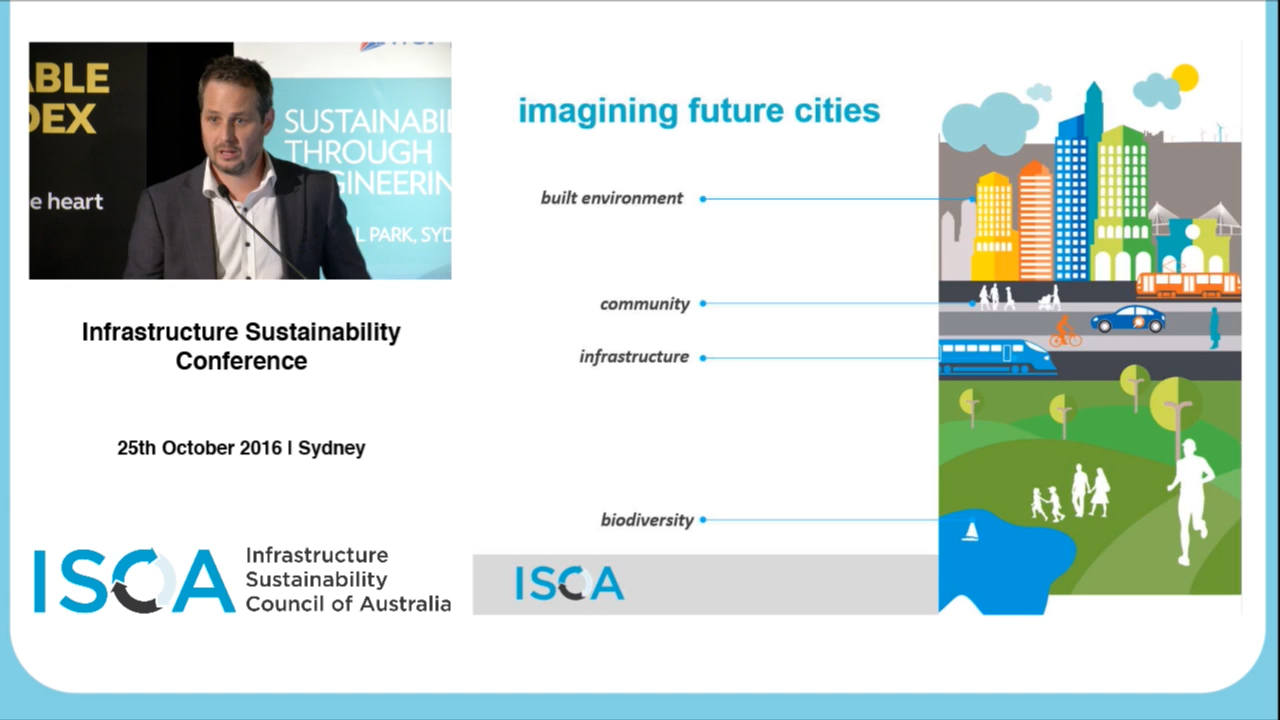 ABLE
DEX
e heart
SUSTAINABI
THROUGH
GINEERIN
L PARK, SYD
Infrastructure Sustainability
Conference
25th October 2016 | Sydney
ISCA
Infrastructure
Sustainability
Council of Australia
imagining future cities
built environment
community
infrastructure
biodiversity
ISCA